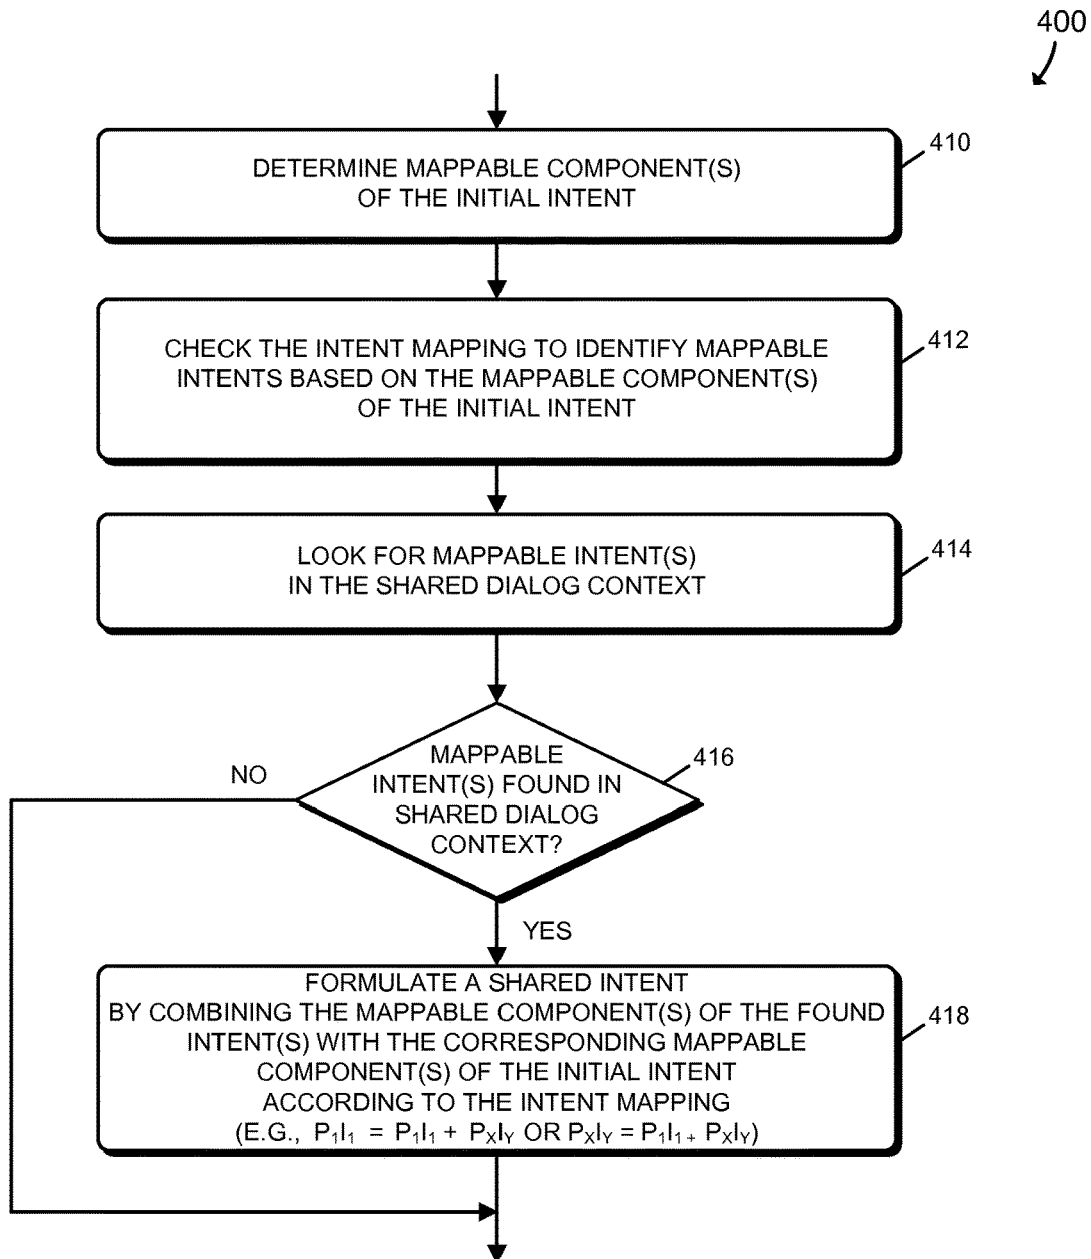 400
DETERMINE MAPPABLE COMPONENT(S)
OF THE INITIAL INTENT
410
CHECK THE INTENT MAPPING TO IDENTIFY MAPPABLE
INTENTS BASED ON THE MAPPABLE COMPONENT(S)
OF THE INITIAL INTENT
412
LOOK FOR MAPPABLE INTENT(S)
IN THE SHARED DIALOG CONTEXT
414
MAPPABLE
INTENT(S) FOUND IN
SHARED DIALOG
CONTEXT?
416
NO
YES
FORMULATE A SHARED INTENT
BY COMBINING THE MAPPABLE COMPONENT(S) OF THE FOUND
INTENT(S) WITH THE CORRESPONDING MAPPABLE
COMPONENT(S) OF THE INITIAL INTENT
ACCORDING TO THE INTENT MAPPING
(E.G., P₁I₁ = P₁I₁ + PₓIY OR PₓIY = P₁I₁ + PₓIY)
418